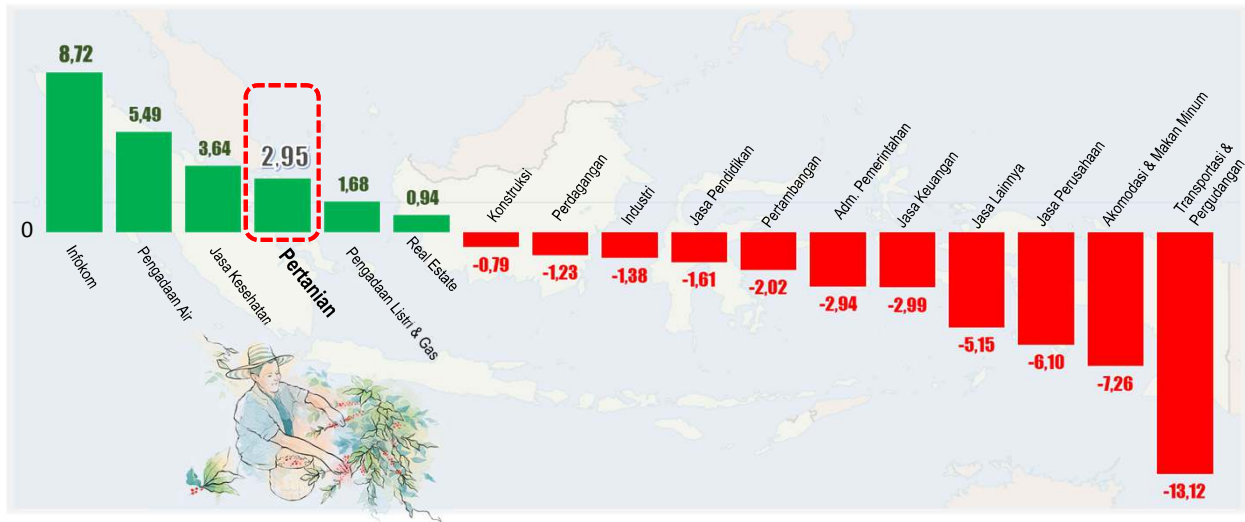 8,72
5,49
3,64
2,95
1,68
0,94
0
Infokom
Pengadaan Air
Jasa Kesehatan
Pertanian
Pengadaan Listri & Gas
Real Estate
Konstruksi
Perdagangan
Industri
Jasa Pendidikan
Pertambangan
Adm. Pemerintahan
Jasa Keuangan
Jasa Lainnya
Jasa Perusahaan
Akomodasi & Makan Minum
Transportasi &
Pergudangan
-0,79
-1,23
-1,38
-1,61
-2,02
-2,94
-2,99
-5,15
-6,10
-7,26
-13,12